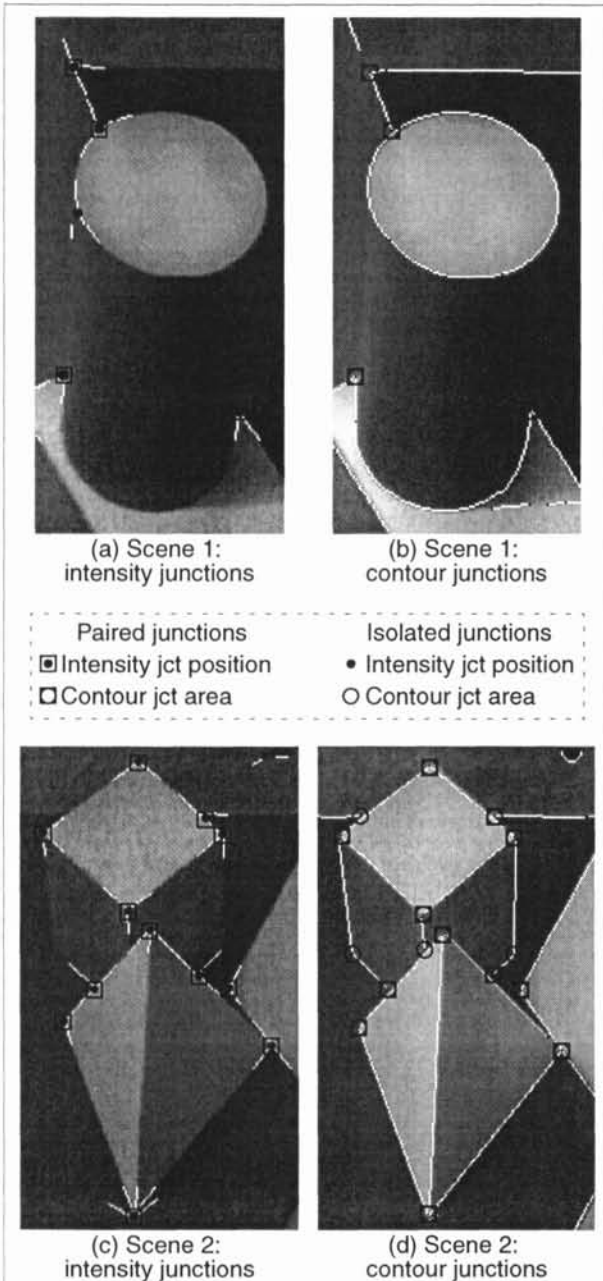 (a) Scene 1:
intensity junctions
(b) Scene 1:
contour junctions
Paired junctions
Intensity jct position
Contour jct area
Isolated junctions
Intensity jct position
Contour jct area
(c) Scene 2:
intensity junctions
(d) Scene 2:
contour junctions